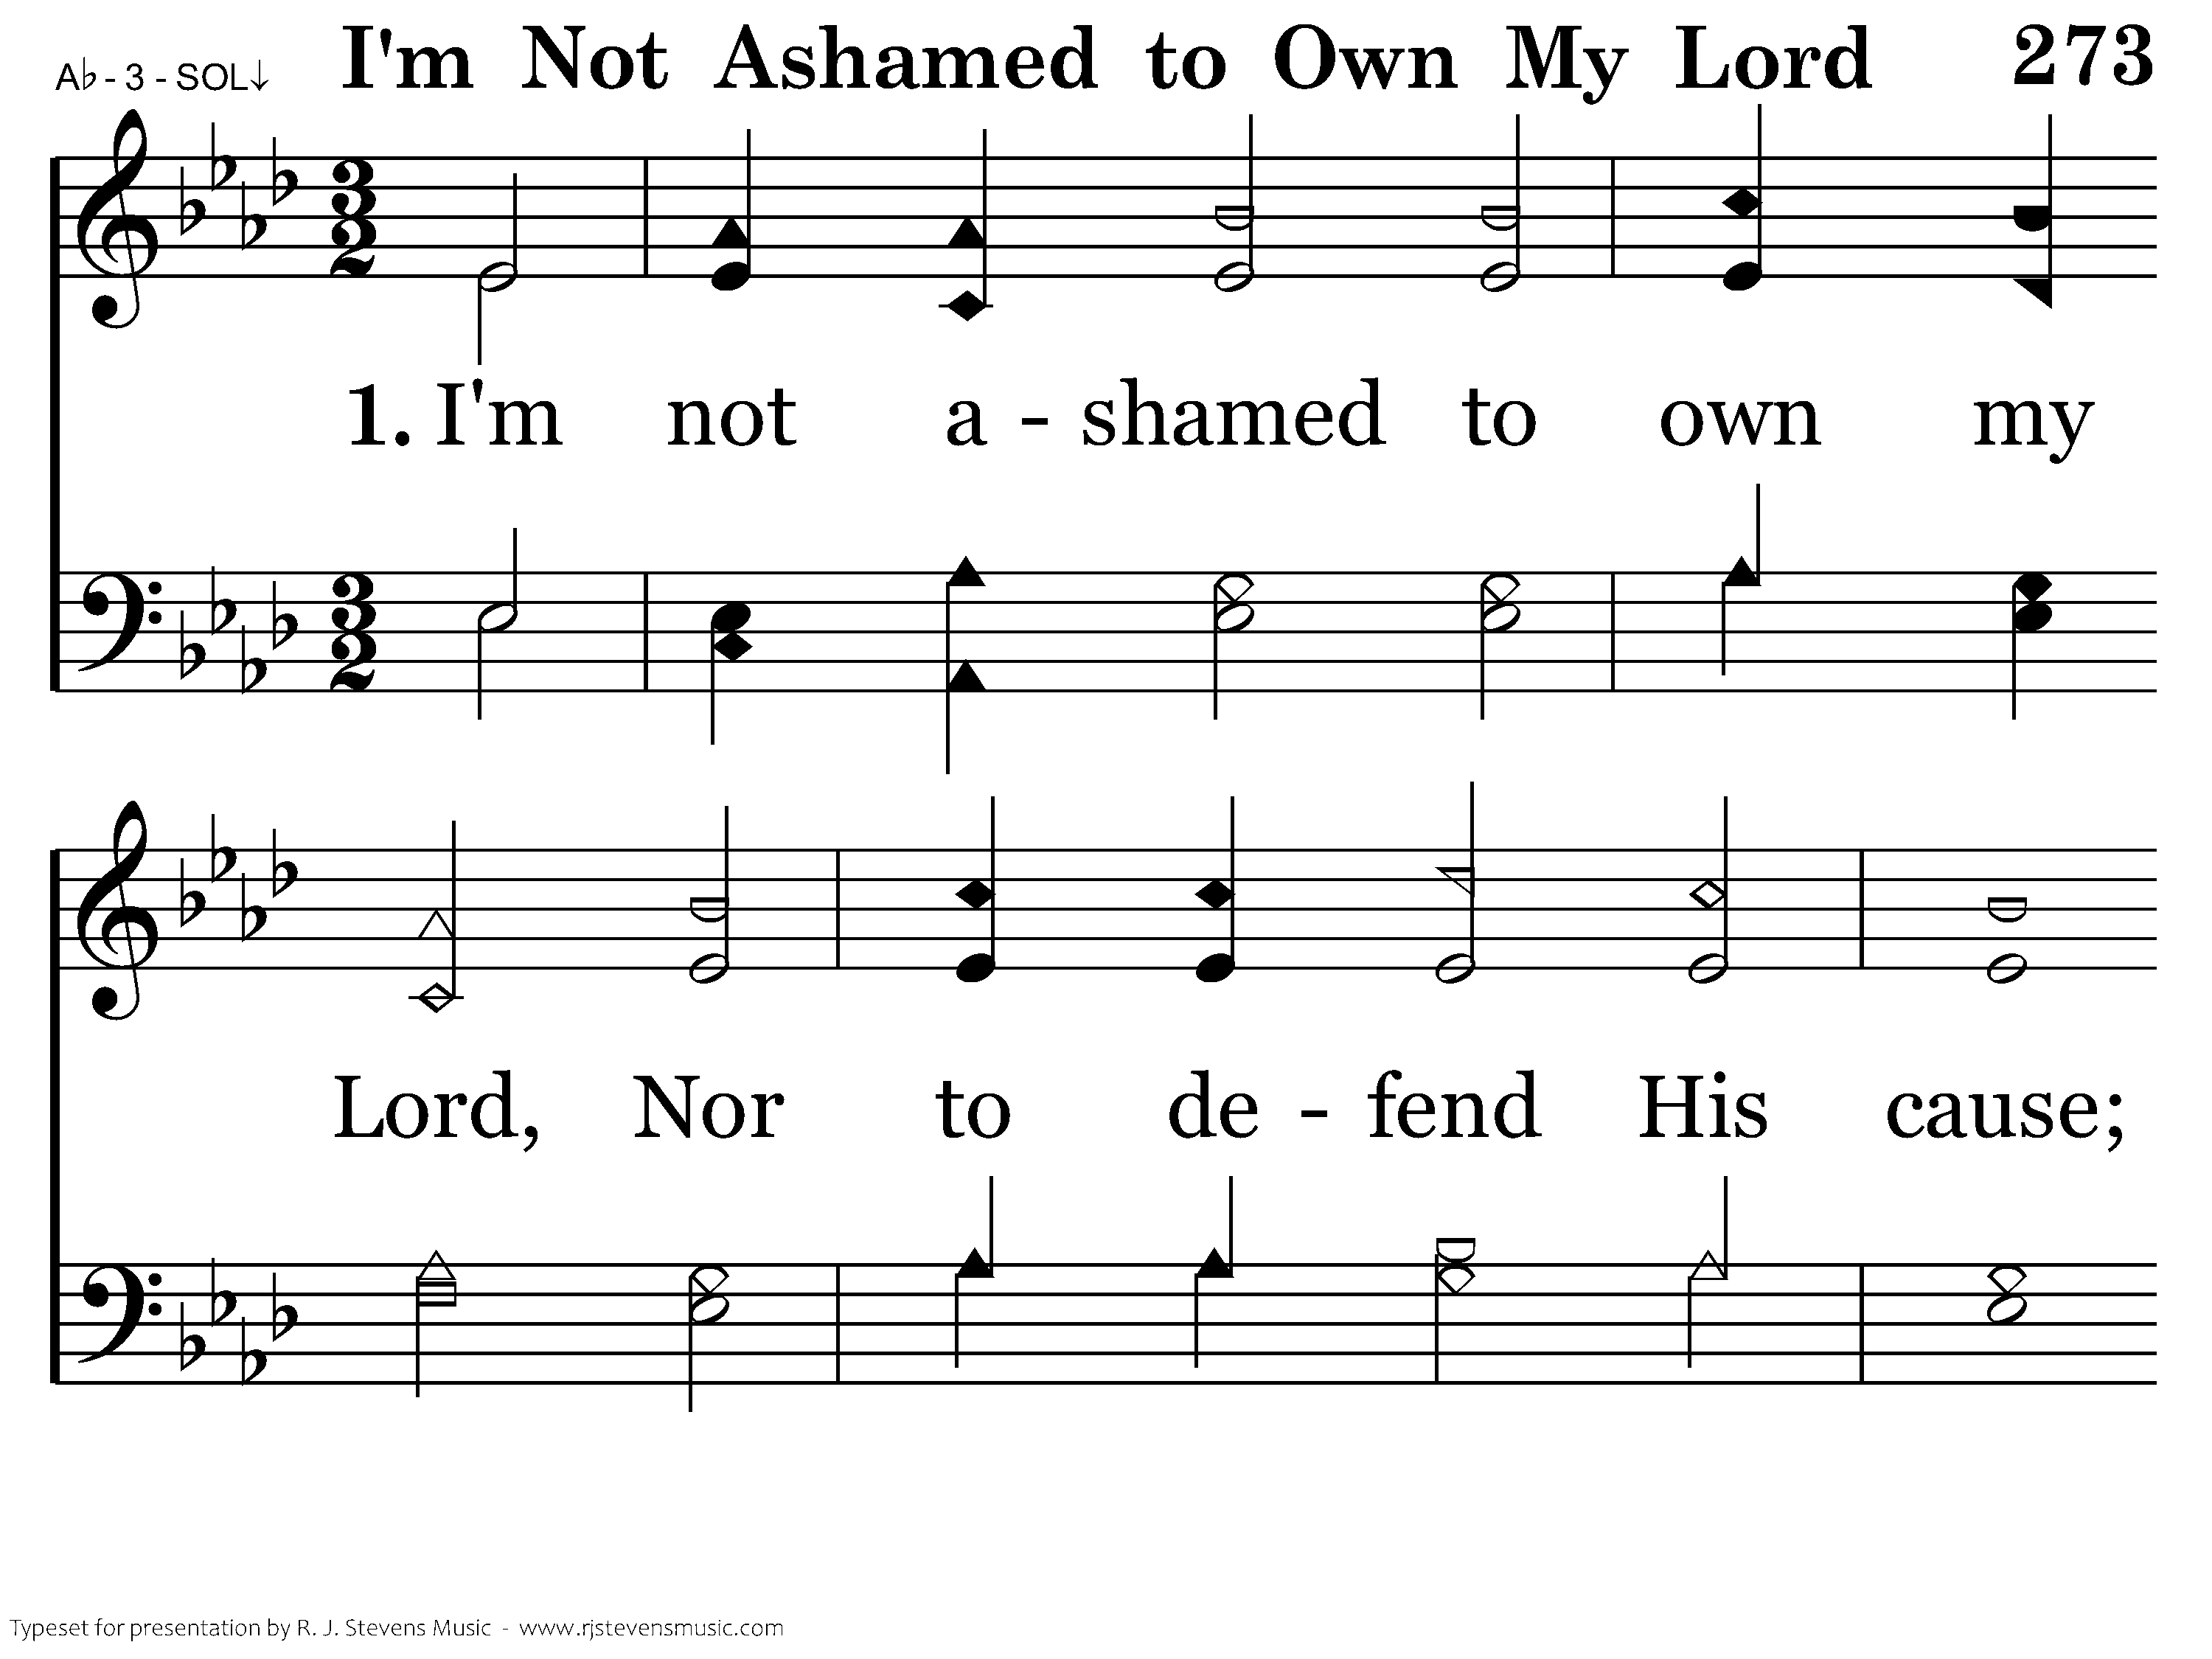 A♭ - 3 - SOL↓ I'm Not Ashamed to Own My Lord 273
1. I'm not a - shamed to own my
Lord, Nor to de - fend His cause;
Typeset for presentation by R. J. Stevens Music - www.rjstevensmusic.com